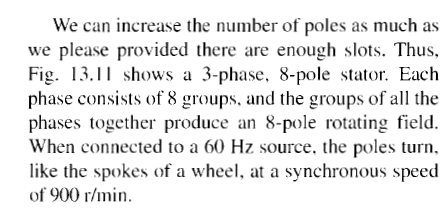 We can increase the number of poles as much as
we please provided there are enough slots. Thus,
Fig. 13.11 shows a 3-phase, 8-pole stator. Each
phase consists of 8 groups, and the groups of all the
phases together produce an 8-pole rotating field.
When connected to a 60 Hz source, the poles turn,
like the spokes of a wheel, at a synchronous speed
of 900 r/min.